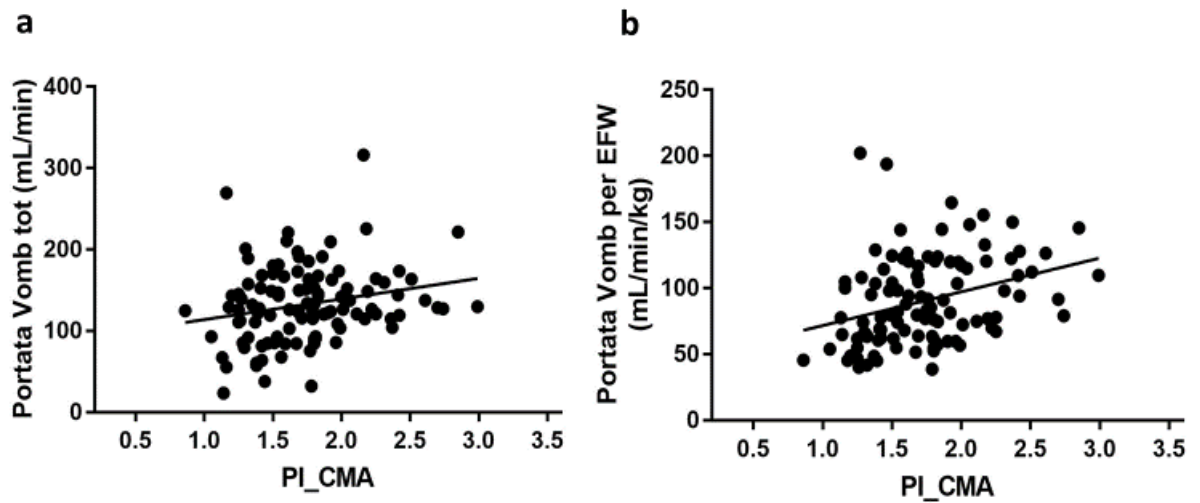 a
Portata Vomb tot (mL/min)
400
300
200
100
0
0.5 1.0 1.5 2.0 2.5 3.0 3.5
PI_CMA
b
Portata Vomb per EFW
(mL/min/kg)
250
200
150
100
50
0
0.5 1.0 1.5 2.0 2.5 3.0 3.5
PI_CMA